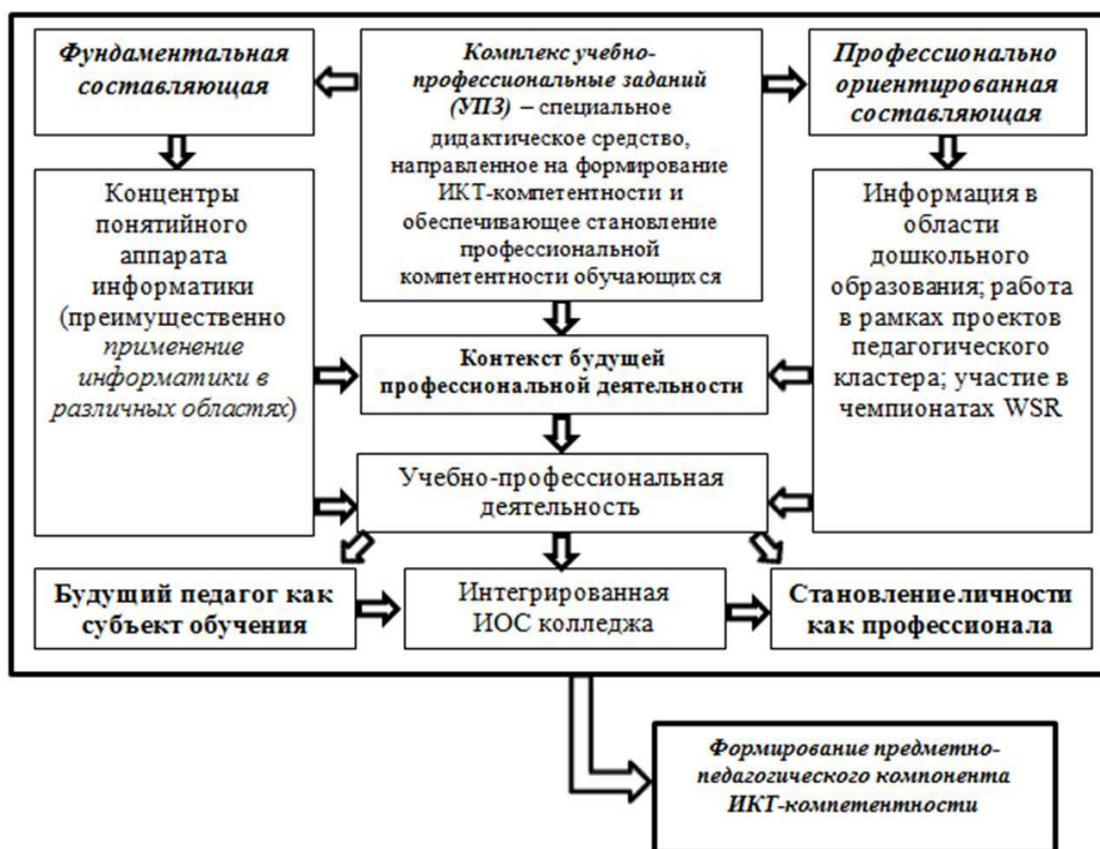 Фундаментальная
составляющая
Комплекс учебно-
профессиональные заданий
(УПЗ) – специальное
дидактическое средство,
направленное на формирование
ИКТ-компетентности и
обеспечивающее становление
профессиональной
компетентности обучающихся
Профессионально
ориентированная
составляющая
Концентры
понятийного
аппарата
информатики
(преимущественно
применение
информатики в
различных областях)
Информация в
области
дошкольного
образования; работа
в рамках проектов
педагогического
кластера; участие в
чемпионатах WSR
Контекст будущей
профессиональной деятельности
Учебно-профессиональная
деятельность
Будущий педагог как
субъект обучения
Интегрированная
ИОС колледжа
Становление личности
как профессионала
Формирование предметно-
педагогического компонента
ИКТ-компетентности